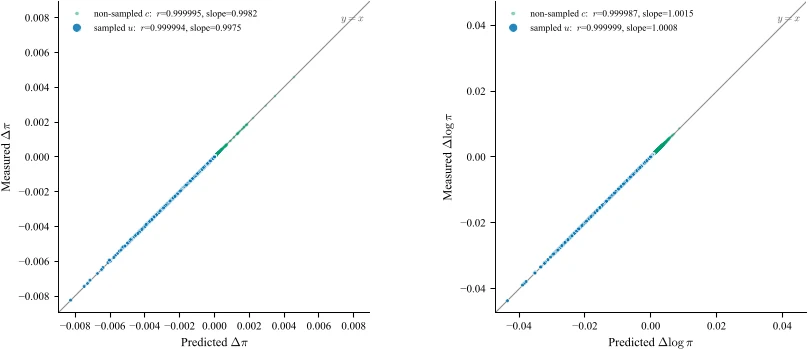 non-sampled c: r=0.999995, slope=0.9982
sampled u: r=0.999994, slope=0.9975
y = x
0.008
0.006
0.004
0.002
0.000
−0.002
−0.004
−0.006
−0.008
Measured Δπ
−0.008 −0.006 −0.004 −0.002 0.000 0.002 0.004 0.006 0.008
Predicted Δπ
non-sampled c: r=0.999987, slope=1.0015
sampled u: r=0.999999, slope=1.0008
y = x
0.04
0.02
0.00
−0.02
−0.04
Measured Δlog π
−0.04 −0.02 0.00 0.02 0.04
Predicted Δlog π